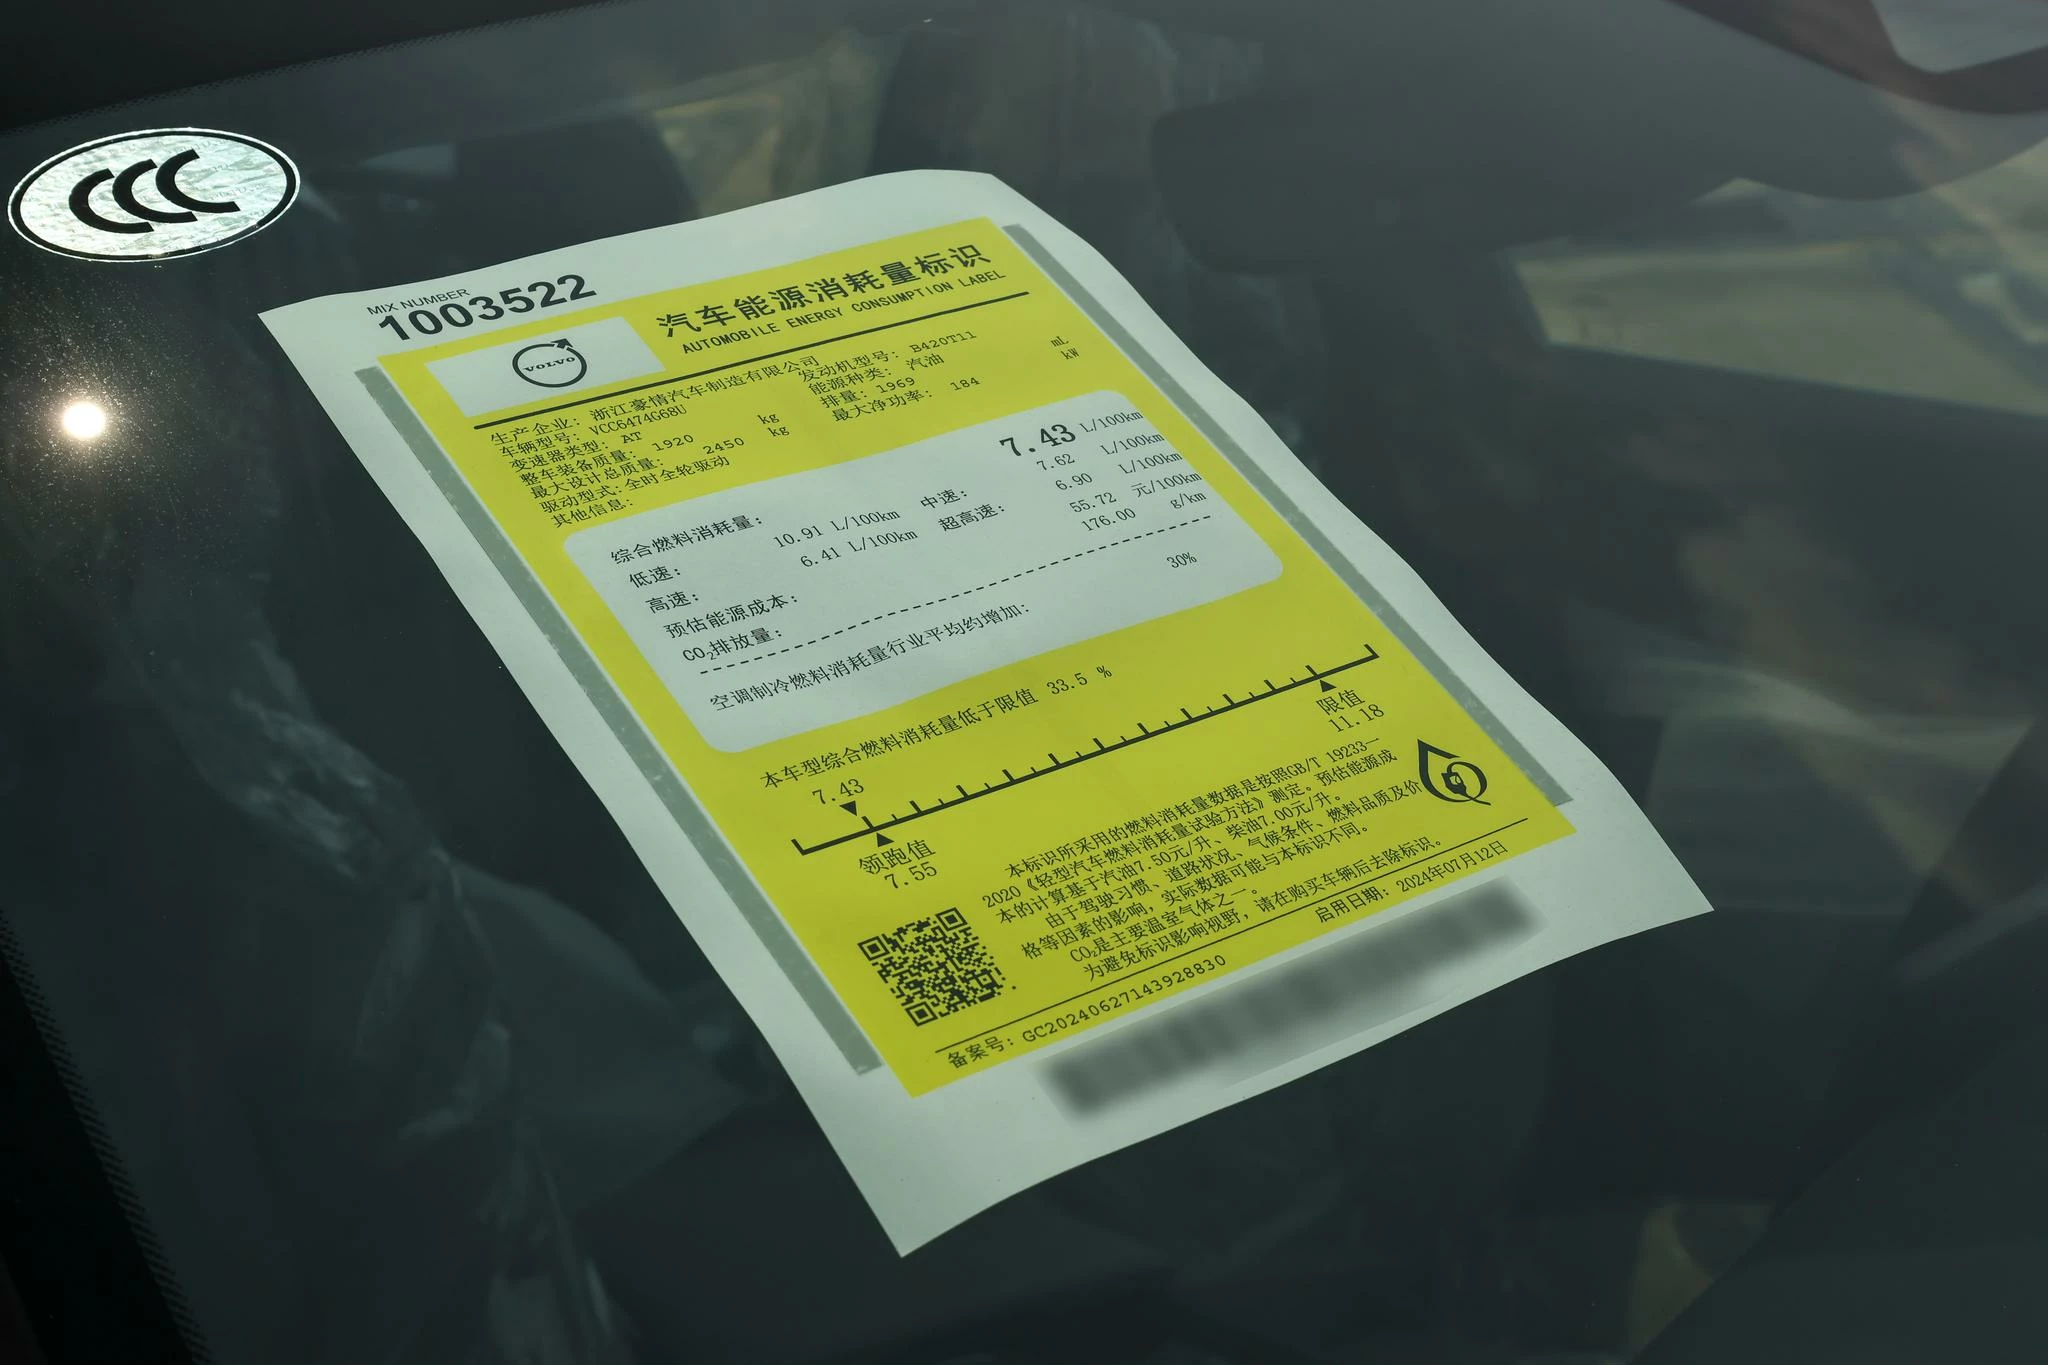 CCC
MIX NUMBER
1003522
VOLVO
汽车能源消耗量标识
AUTOMOBILE ENERGY CONSUMPTION LABEL
生产企业：浙江豪情汽车制造有限公司
车辆型号：VCC6474G68U 发动机型号：B420T11
变速器类型：AT 能源种类：汽油
整车装备质量：1920 kg 排量：1969 mL
最大设计总质量：2450 kg 最大净功率：184 kW
驱动型式：全时全轮驱动
其他信息：
综合燃料消耗量：7.43 L/100km
低速：10.91 L/100km 中速：7.62 L/100km
高速：6.41 L/100km 超高速：6.90 L/100km
预估能源成本：55.72 元/100km
CO₂排放量：176.00 g/km
空调制冷燃料消耗量行业平均约增加：30%
本车型综合燃料消耗量低于限值 33.5 %
7.43
领跑值
7.55
限值
11.18
本标识所采用的燃料消耗量数据是按照GB/T 19233—
2020《轻型汽车燃料消耗量试验方法》测定。预估能源成
本的计算基于汽油7.50元/升、柴油7.00元/升。
由于驾驶习惯、道路状况、气候条件、燃料品质及价
格等因素的影响，实际数据可能与本标识不同。
CO₂是主要温室气体之一。
为避免标识影响视野，请在购买车辆后去除标识。
备案号：GC20240627143928830 启用日期：2024年07月12日